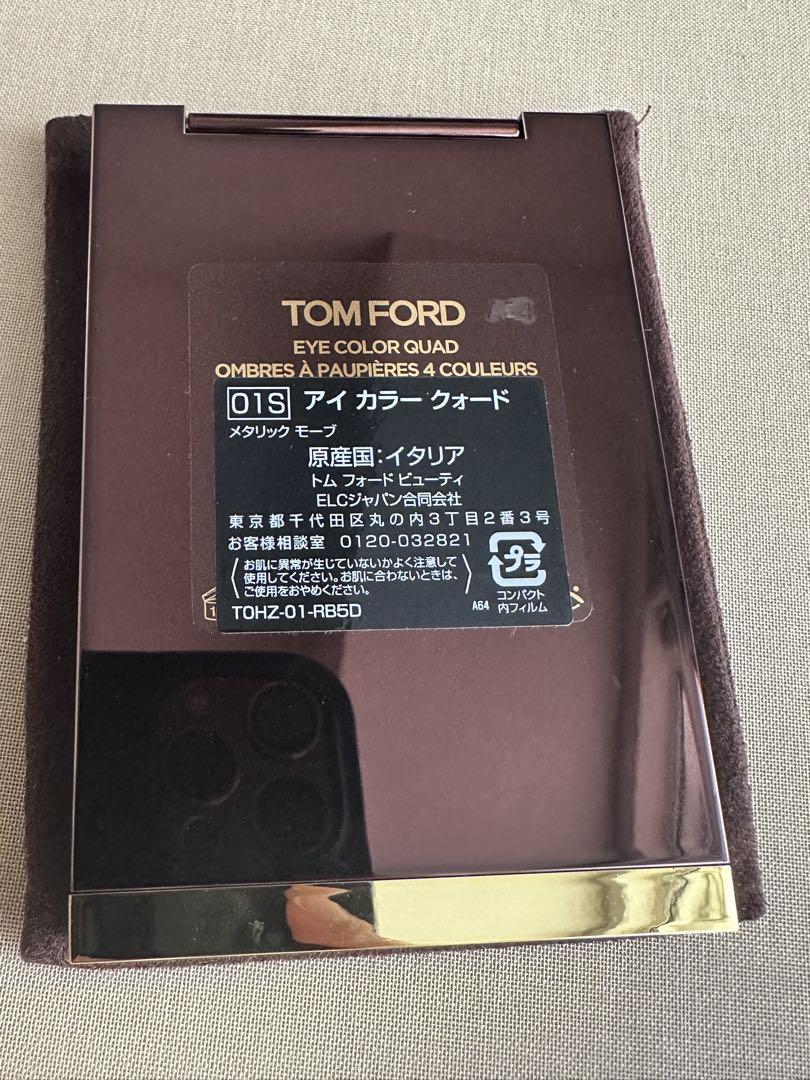 TOM FORD
EYE COLOR QUAD
OMBRES À PAUPIÈRES 4 COULEURS
01S アイ カラー クォード
メタリック モーブ
原産国:イタリア
トム フォード ビューティ
ELCジャパン合同会社
東京都千代田区丸の内3丁目2番3号
お客様相談室 0120-032821
お肌に異常が生じていないかよく注意して
使用してください。お肌に合わないときは、
ご使用をおやめください。
プラ
コンパクト
内フィルム
T0HZ-01-RB5D
A64